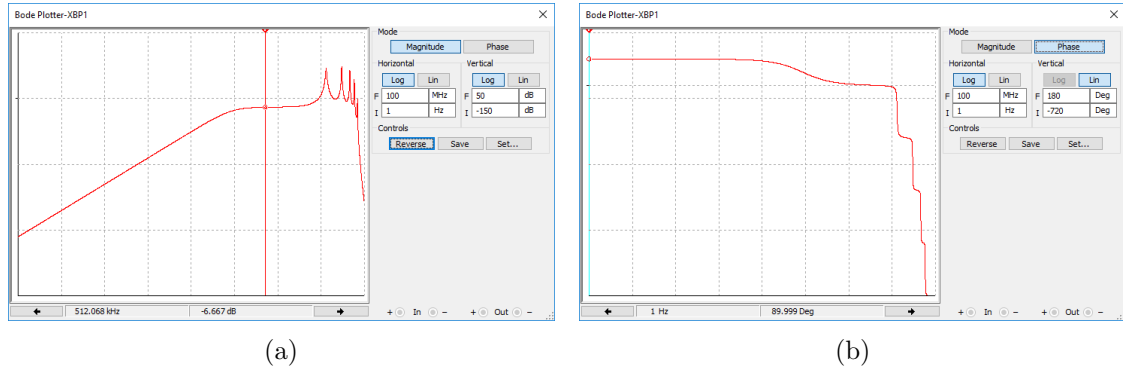 Bode Plotter-XBP1
Mode
Magnitude Phase
Horizontal Vertical
Log Lin Log Lin
F 100 MHz F 50 dB
I 1 Hz I -150 dB
Controls
Reverse Save Set...
512.068 kHz -6.667 dB + In − + Out −
(a)
Bode Plotter-XBP1
Mode
Magnitude Phase
Horizontal Vertical
Log Lin Log Lin
F 100 MHz F 180 Deg
I 1 Hz I -720 Deg
Controls
Reverse Save Set...
1 Hz 89.999 Deg + In − + Out −
(b)